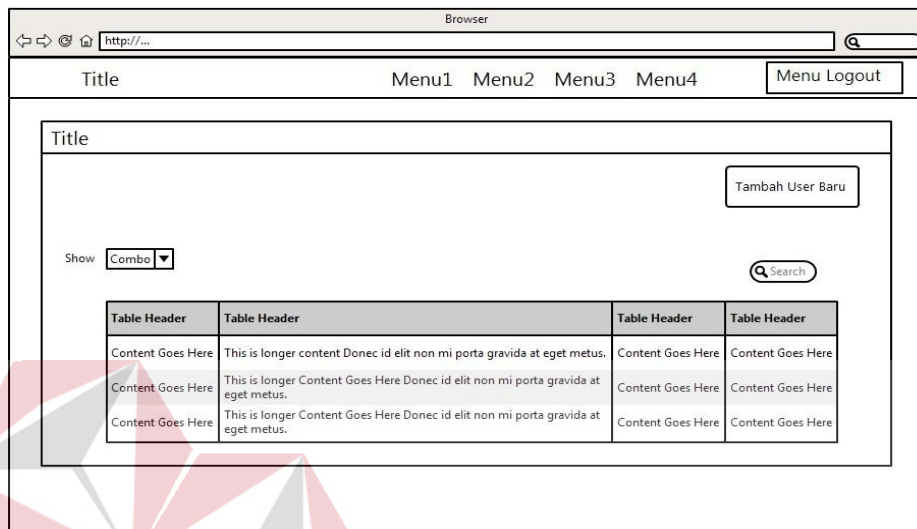 Browser
http://...
Title Menu1 Menu2 Menu3 Menu4 Menu Logout
Title
Tambah User Baru
Show Combo
Search
Table Header Table Header Table Header Table Header
Content Goes Here This is longer content Donec id elit non mi porta gravida at eget metus. Content Goes Here Content Goes Here
Content Goes Here This is longer Content Goes Here Donec id elit non mi porta gravida at eget metus. Content Goes Here Content Goes Here
Content Goes Here This is longer Content Goes Here Donec id elit non mi porta gravida at eget metus. Content Goes Here Content Goes Here